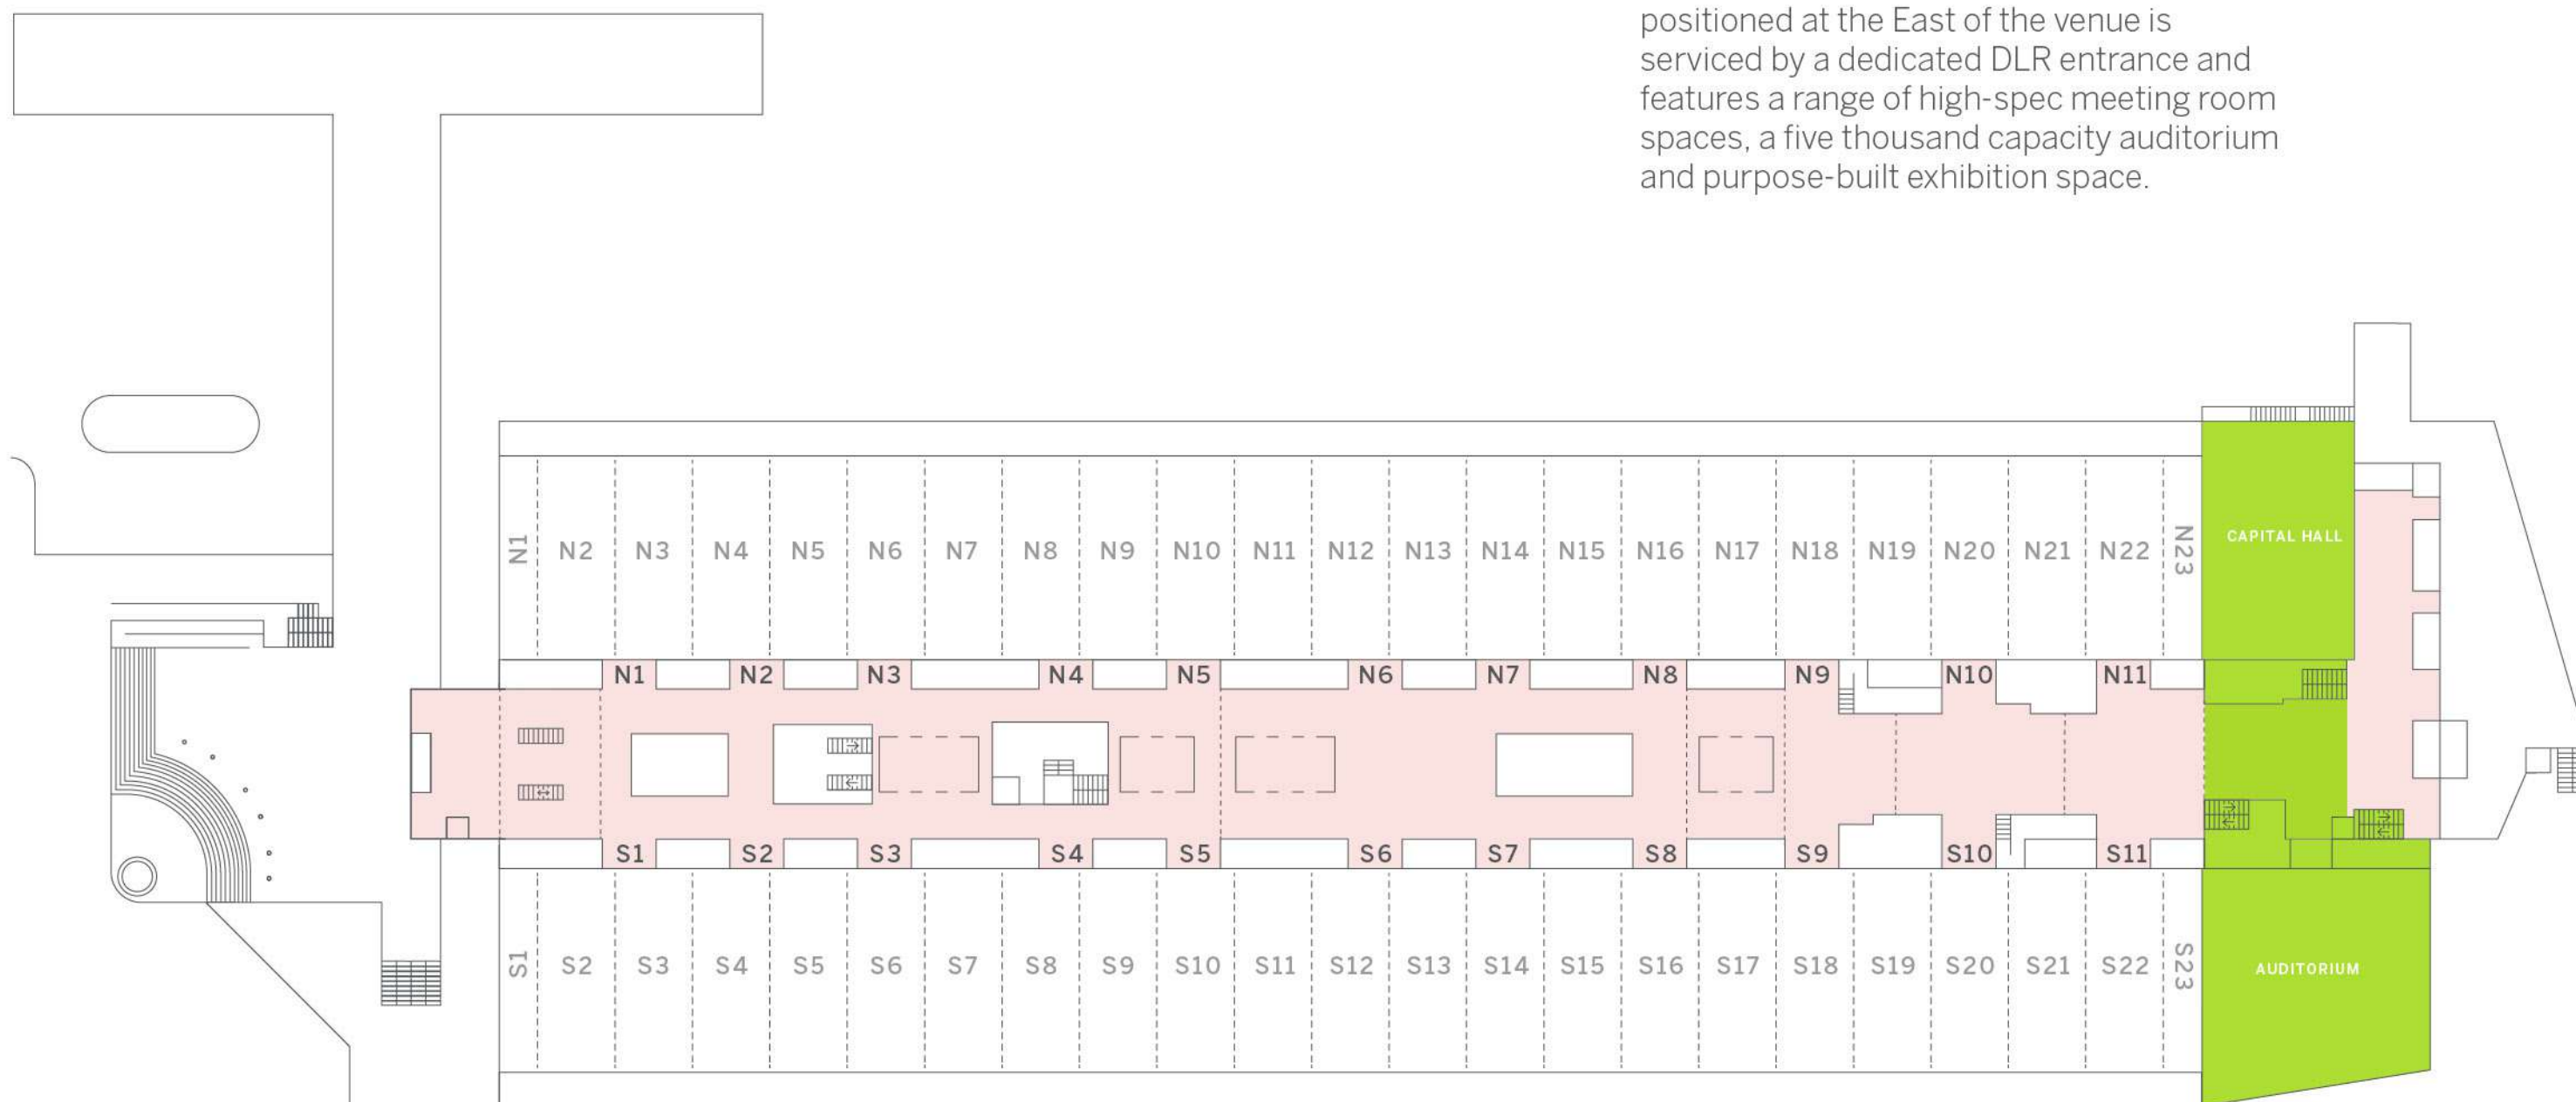 positioned at the East of the venue is
serviced by a dedicated DLR entrance and
features a range of high-spec meeting room
spaces, a five thousand capacity auditorium
and purpose-built exhibition space.
N1 N2 N3 N4 N5 N6 N7 N8 N9 N10 N11 N12 N13 N14 N15 N16 N17 N18 N19 N20 N21 N22 N23
CAPITAL HALL
N1 N2 N3 N4 N5 N6 N7 N8 N9 N10 N11
S1 S2 S3 S4 S5 S6 S7 S8 S9 S10 S11
S1 S2 S3 S4 S5 S6 S7 S8 S9 S10 S11 S12 S13 S14 S15 S16 S17 S18 S19 S20 S21 S22 S23
AUDITORIUM